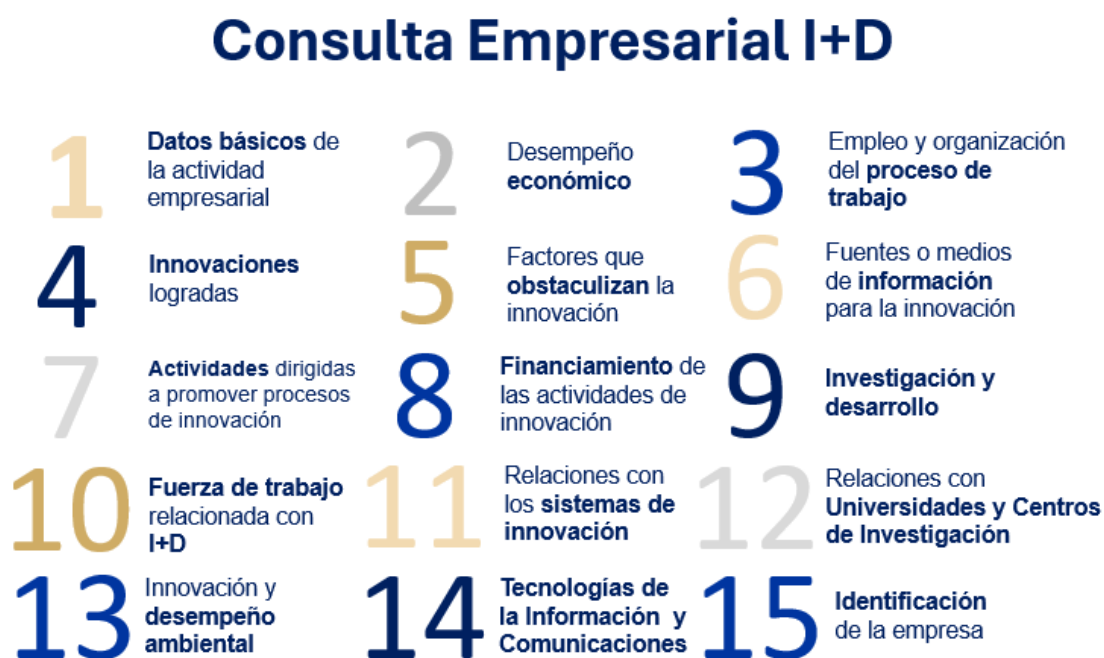 Consulta Empresarial I+D
1
Datos básicos de
la actividad
empresarial
2
Desempeño
económico
3
Empleo y organización
del proceso de
trabajo
4
Innovaciones
logradas
5
Factores que
obstaculizan la
innovación
6
Fuentes o medios
de información
para la innovación
7
Actividades dirigidas
a promover procesos
de innovación
8
Financiamiento de
las actividades de
innovación
9
Investigación y
desarrollo
10
Fuerza de trabajo
relacionada con
I+D
11
Relaciones con
los sistemas de
innovación
12
Relaciones con
Universidades y Centros
de Investigación
13
Innovación y
desempeño
ambiental
14
Tecnologías de
la Información y
Comunicaciones
15
Identificación
de la empresa